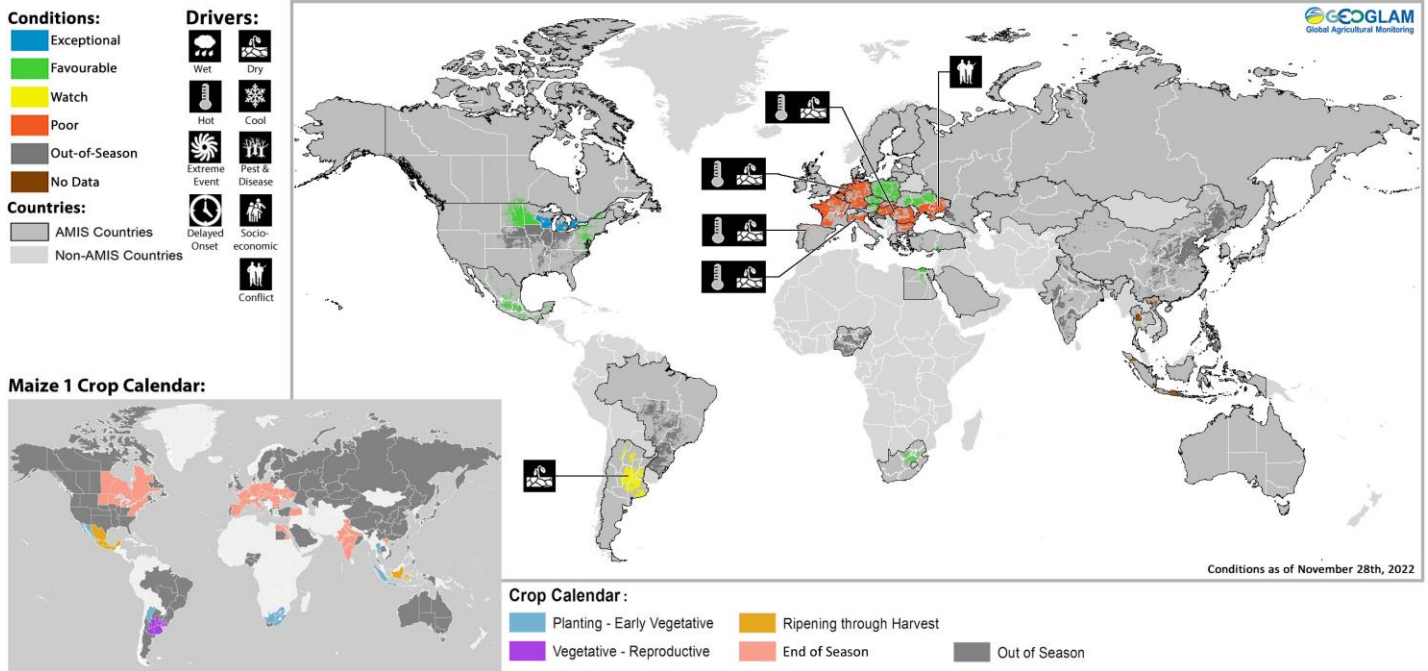 Conditions:
Exceptional
Favourable
Watch
Poor
Out-of-Season
No Data
Countries:
AMIS Countries
Non-AMIS Countries
Drivers:
Wet
Dry
Hot
Cool
Extreme
Event
Pest &
Disease
Delayed
Onset
Socio-
economic
Conflict
GEOGLAM
Global Agricultural Monitoring
Conditions as of November 28th, 2022
Maize 1 Crop Calendar:
Crop Calendar :
Planting - Early Vegetative
Ripening through Harvest
Vegetative - Reproductive
End of Season
Out of Season